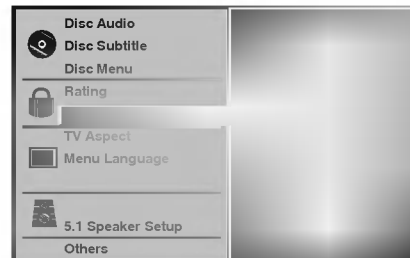 Disc Audio
Disc Subtitle
Disc Menu
Rating
TV Aspect
Menu Language
5.1 Speaker Setup
Others